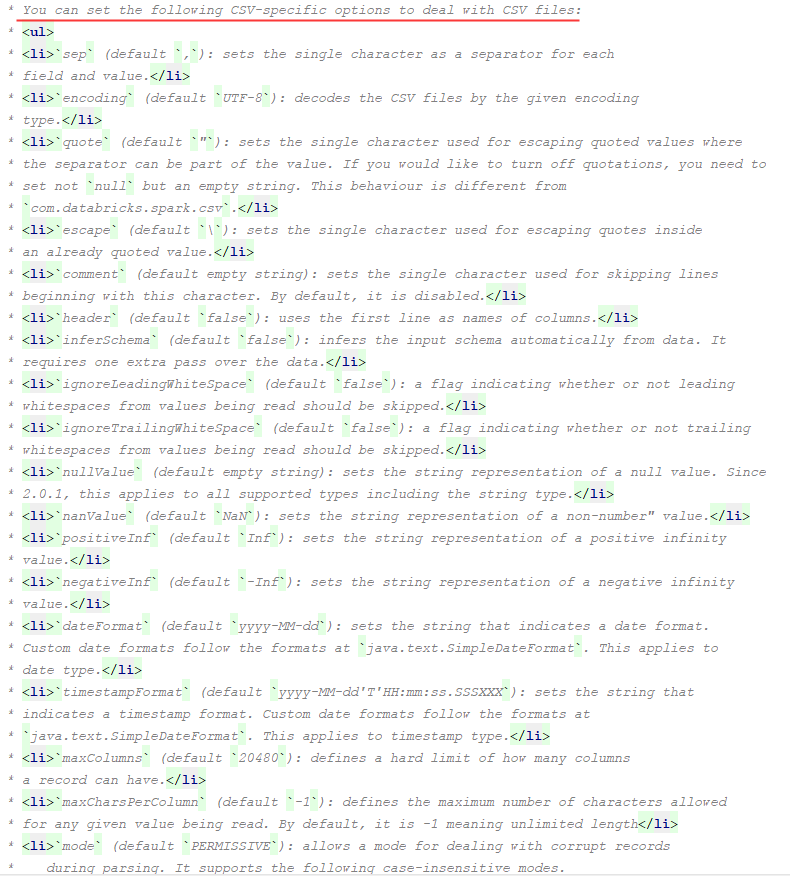 * You can set the following CSV-specific options to deal with CSV files:
* <ul>
* <li>`sep` (default `,`): sets the single character as a separator for each
* field and value.</li>
* <li>`encoding` (default `UTF-8`): decodes the CSV files by the given encoding
* type.</li>
* <li>`quote` (default `"`): sets the single character used for escaping quoted values where
* the separator can be part of the value. If you would like to turn off quotations, you need to
* set not `null` but an empty string. This behaviour is different from
* `com.databricks.spark.csv`.</li>
* <li>`escape` (default `\`): sets the single character used for escaping quotes inside
* an already quoted value.</li>
* <li>`comment` (default empty string): sets the single character used for skipping lines
* beginning with this character. By default, it is disabled.</li>
* <li>`header` (default `false`): uses the first line as names of columns.</li>
* <li>`inferSchema` (default `false`): infers the input schema automatically from data. It
* requires one extra pass over the data.</li>
* <li>`ignoreLeadingWhiteSpace` (default `false`): a flag indicating whether or not leading
* whitespaces from values being read should be skipped.</li>
* <li>`ignoreTrailingWhiteSpace` (default `false`): a flag indicating whether or not trailing
* whitespaces from values being read should be skipped.</li>
* <li>`nullValue` (default empty string): sets the string representation of a null value. Since
* 2.0.1, this applies to all supported types including the string type.</li>
* <li>`nanValue` (default `NaN`): sets the string representation of a non-number" value.</li>
* <li>`positiveInf` (default `Inf`): sets the string representation of a positive infinity
* value.</li>
* <li>`negativeInf` (default `-Inf`): sets the string representation of a negative infinity
* value.</li>
* <li>`dateFormat` (default `yyyy-MM-dd`): sets the string that indicates a date format.
* Custom date formats follow the formats at `java.text.SimpleDateFormat`. This applies to
* date type.</li>
* <li>`timestampFormat` (default `yyyy-MM-dd'T'HH:mm:ss.SSSXXX`): sets the string that
* indicates a timestamp format. Custom date formats follow the formats at
* `java.text.SimpleDateFormat`. This applies to timestamp type.</li>
* <li>`maxColumns` (default `20480`): defines a hard limit of how many columns
* a record can have.</li>
* <li>`maxCharsPerColumn` (default `-1`): defines the maximum number of characters allowed
* for any given value being read. By default, it is -1 meaning unlimited length</li>
* <li>`mode` (default `PERMISSIVE`): allows a mode for dealing with corrupt records
*    during parsing. It supports the following case-insensitive modes.